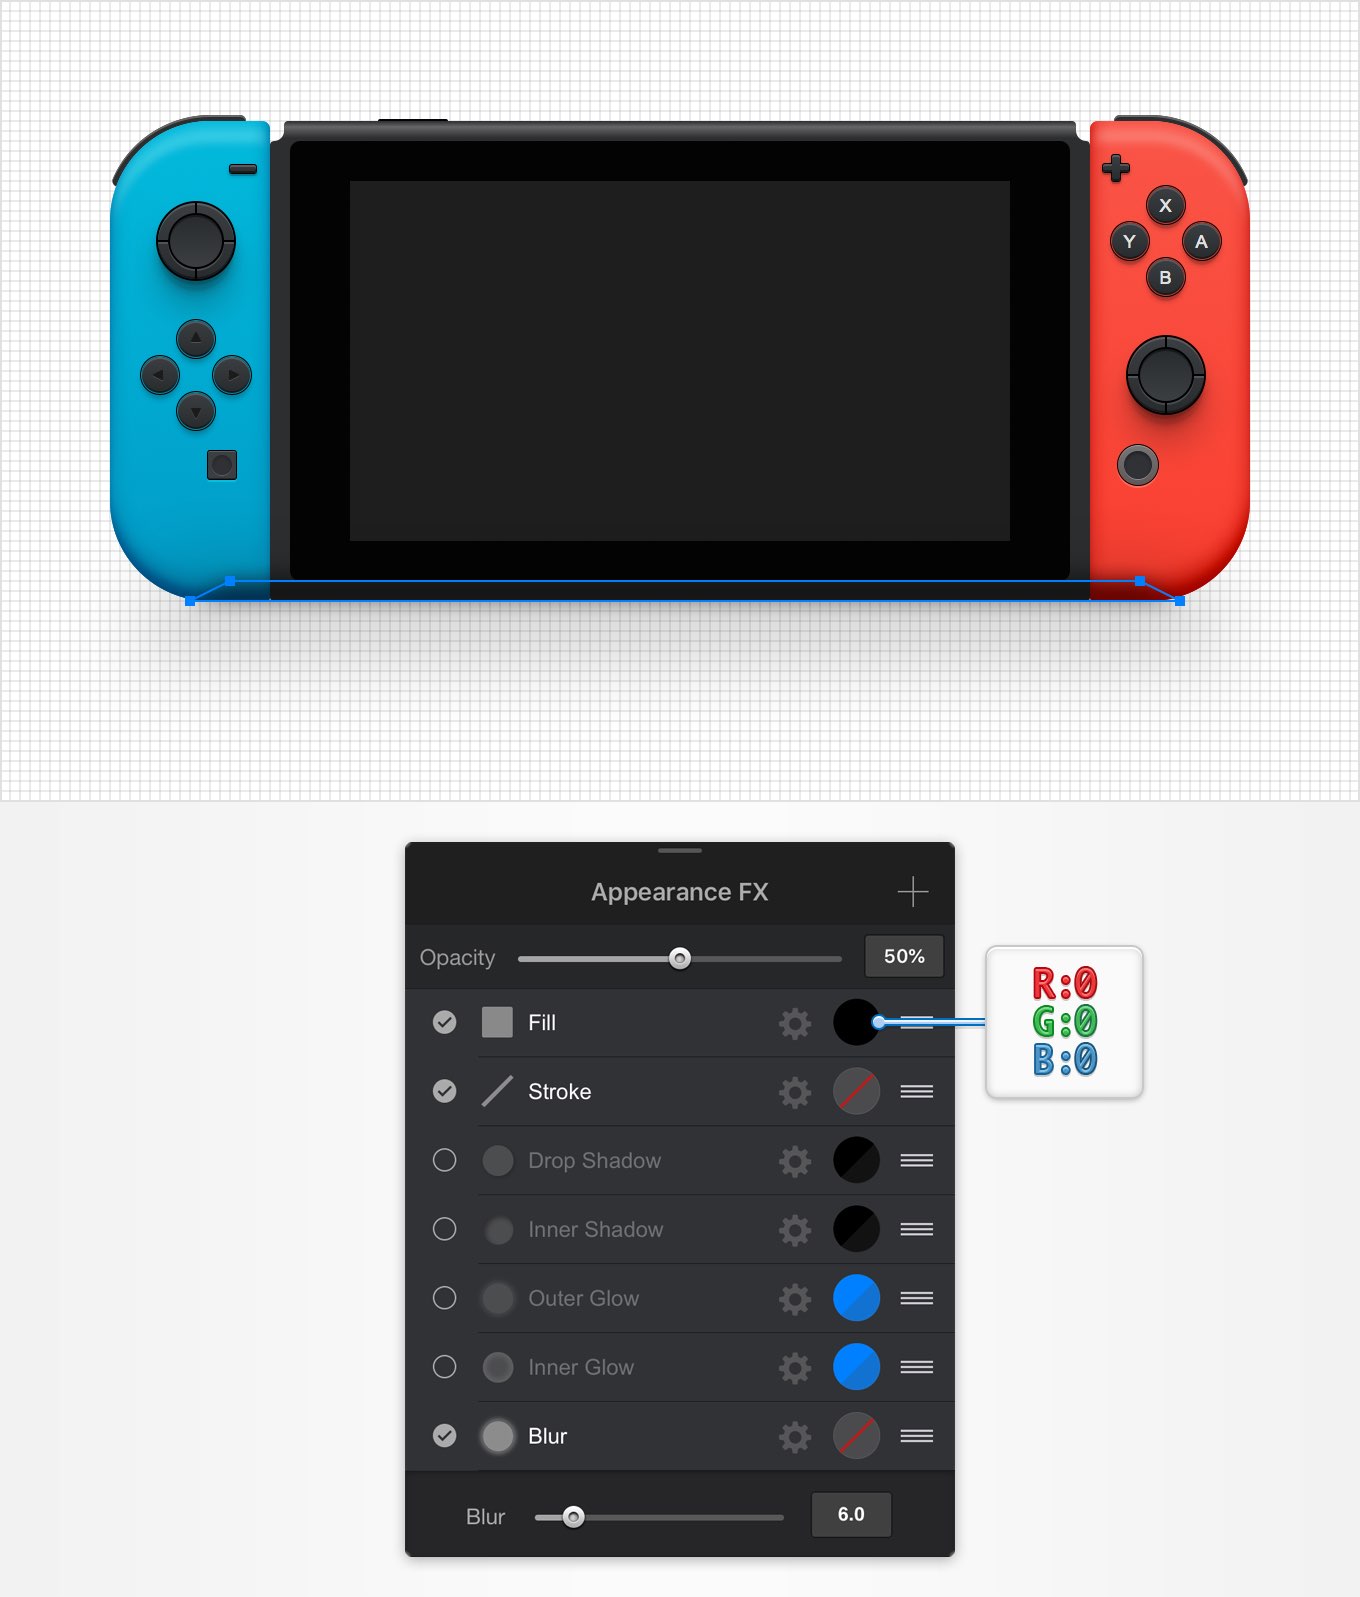 X
Y A
B
Appearance FX
Opacity 50%
Fill
R:0
G:0
B:0
Stroke
Drop Shadow
Inner Shadow
Outer Glow
Inner Glow
Blur
Blur 6.0